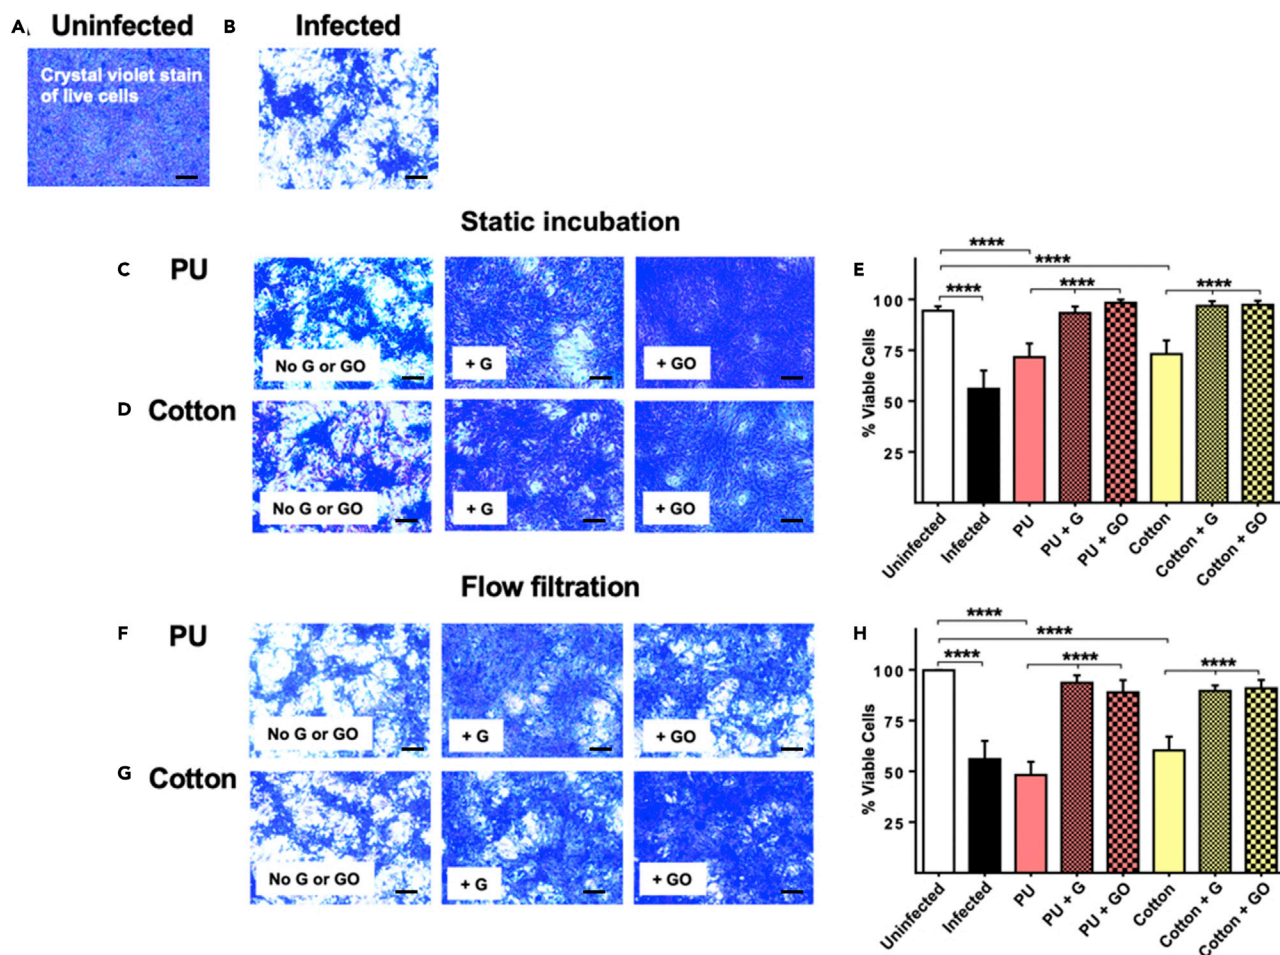 A Uninfected
B Infected
Crystal violet stain
of live cells
Static incubation
C PU
No G or GO
+ G
+ GO
D Cotton
No G or GO
+ G
+ GO
E
****
****
****
****
****
% Viable Cells
100
75
50
25
Uninfected
Infected
PU
PU + G
PU + GO
Cotton
Cotton + G
Cotton + GO
Flow filtration
F PU
No G or GO
+ G
+ GO
G Cotton
No G or GO
+ G
+ GO
H
****
****
****
****
****
% Viable Cells
100
75
50
25
Uninfected
Infected
PU
PU + G
PU + GO
Cotton
Cotton + G
Cotton + GO